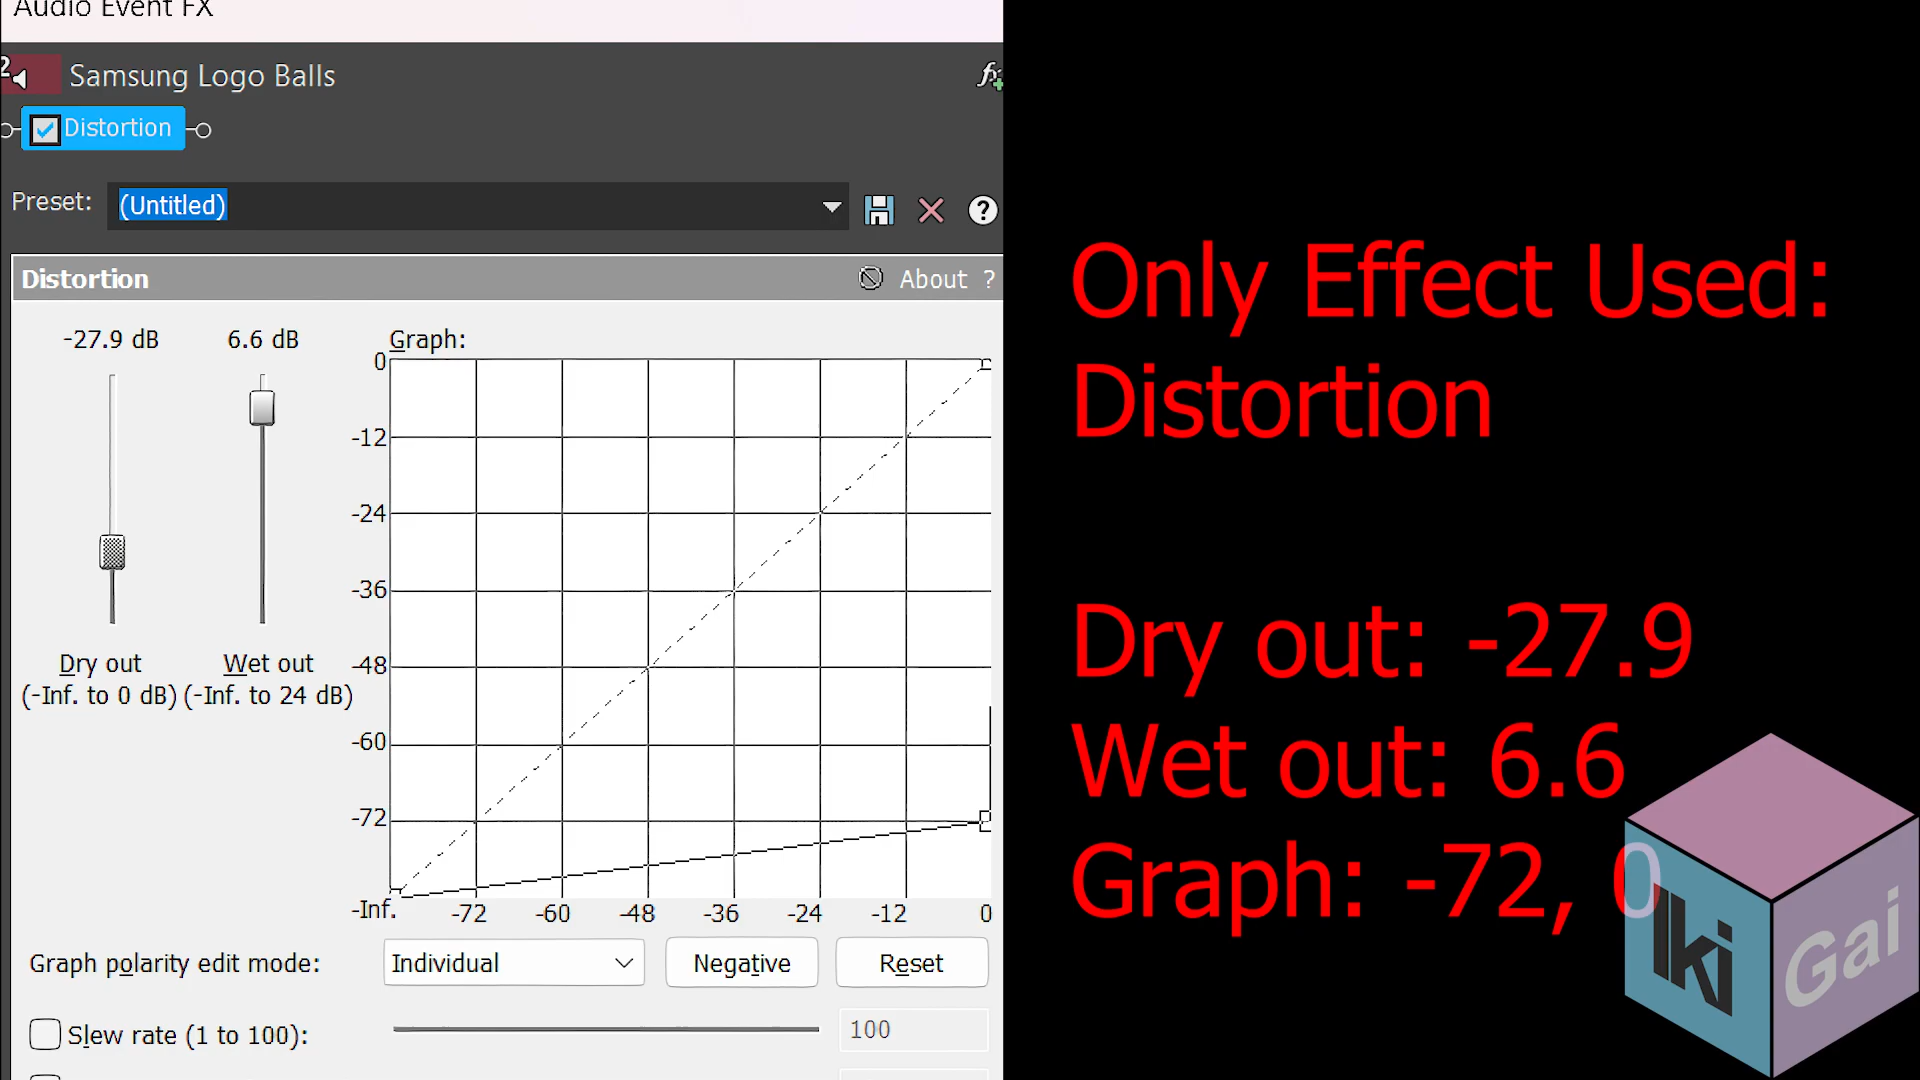 Audio Event FX
2
Samsung Logo Balls
fx
Distortion
Preset:
(Untitled)
?
Distortion
About ?
-27.9 dB
6.6 dB
Graph:
0
-12
-24
-36
-48
-60
-72
-Inf.
-72
-60
-48
-36
-24
-12
0
Dry out
(-Inf. to 0 dB)
Wet out
(-Inf. to 24 dB)
Graph polarity edit mode:
Individual
Negative
Reset
Slew rate (1 to 100):
100
Only Effect Used:
Distortion
Dry out: -27.9
Wet out: 6.6
Graph: -72, 0
Iki
Gai